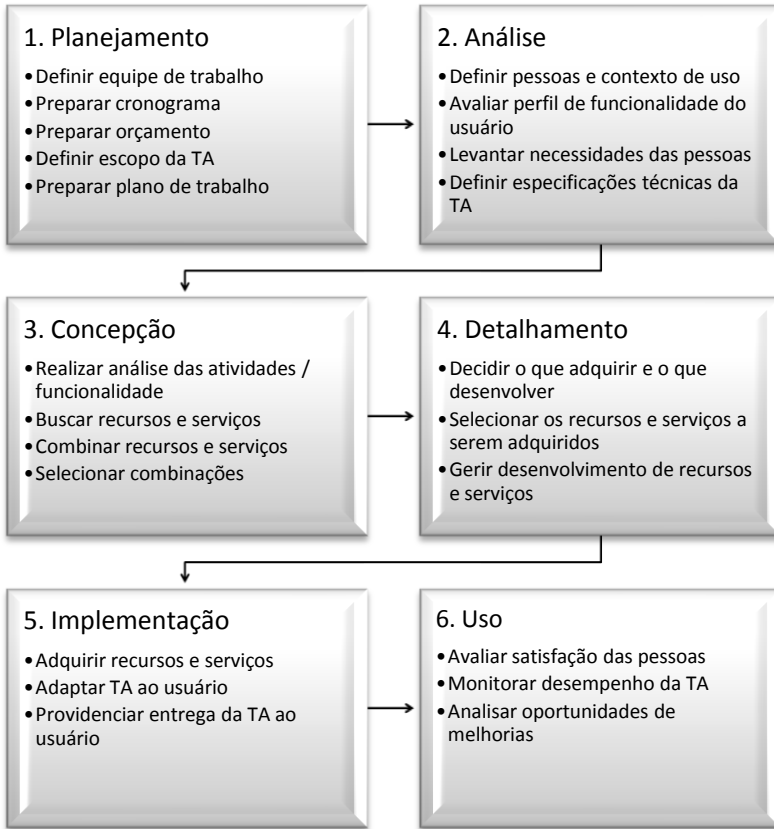 1. Planejamento
•Definir equipe de trabalho
•Preparar cronograma
•Preparar orçamento
•Definir escopo da TA
•Preparar plano de trabalho
2. Análise
•Definir pessoas e contexto de uso
•Avaliar perfil de funcionalidade do
usuário
•Levantar necessidades das pessoas
•Definir especificações técnicas da
TA
3. Concepção
•Realizar análise das atividades /
funcionalidade
•Buscar recursos e serviços
•Combinar recursos e serviços
•Selecionar combinações
4. Detalhamento
•Decidir o que adquirir e o que
desenvolver
•Selecionar os recursos e serviços a
serem adquiridos
•Gerir desenvolvimento de recursos
e serviços
5. Implementação
•Adquirir recursos e serviços
•Adaptar TA ao usuário
•Providenciar entrega da TA ao
usuário
6. Uso
•Avaliar satisfação das pessoas
•Monitorar desempenho da TA
•Analisar oportunidades de
melhorias